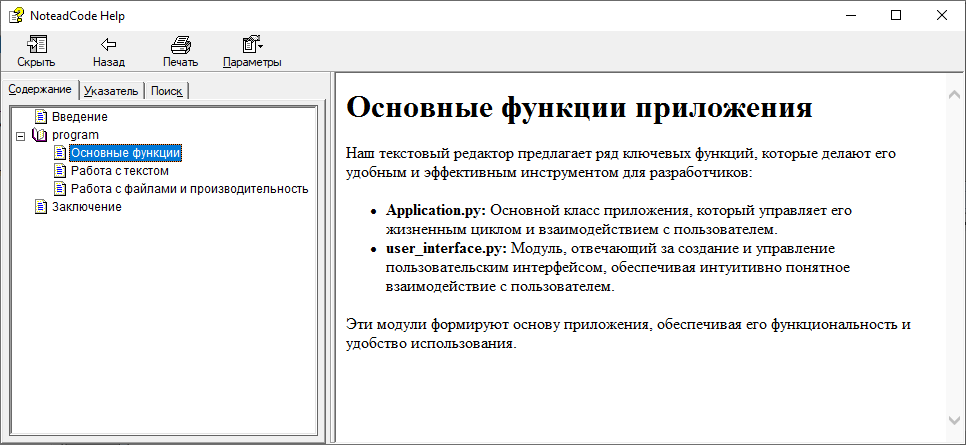 NoteadCode Help
Скрыть
Назад
Печать
Параметры
Содержание
Указатель
Поиск
Введение
program
Основные функции
Работа с текстом
Работа с файлами и производительность
Заключение
Основные функции приложения
Наш текстовый редактор предлагает ряд ключевых функций, которые делают его
удобным и эффективным инструментом для разработчиков:
• Application.py: Основной класс приложения, который управляет его
жизненным циклом и взаимодействием с пользователем.
• user_interface.py: Модуль, отвечающий за создание и управление
пользовательским интерфейсом, обеспечивая интуитивно понятное
взаимодействие с пользователем.
Эти модули формируют основу приложения, обеспечивая его функциональность и
удобство использования.